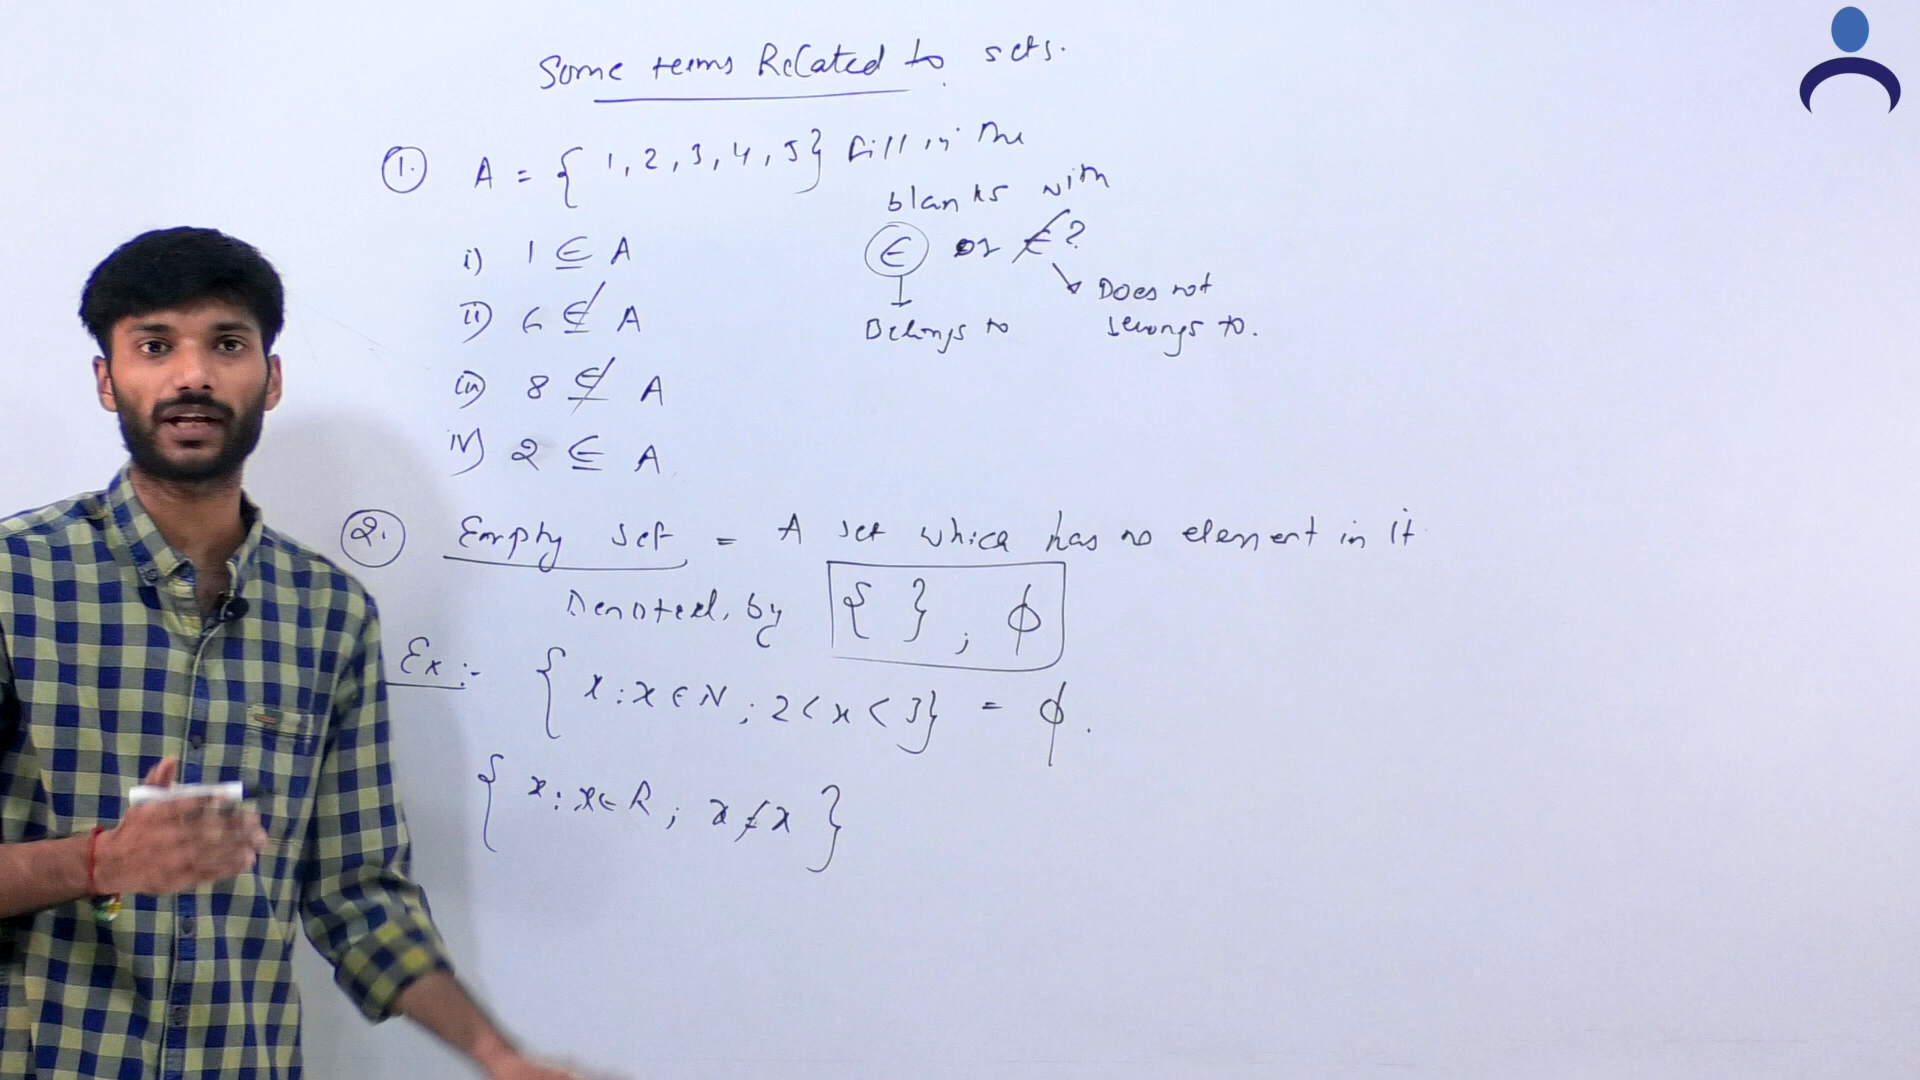 Some terms Related to sets.
1. A = { 1, 2, 3, 4, 5 } fill in the
blanks with
∈ or ∉?
i) 1 ∈ A
Does not
ii) 6 ∉ A
Belongs to
belongs to.
iii) 8 ∉ A
iv) 2 ∈ A
2. Empty set = A set which has no element in it
Denoted by { } ; ϕ
Ex :- { x : x ∈ N ; 2 < x < 3 } = ϕ.
{ x : x ∈ R ; x ≠ x }